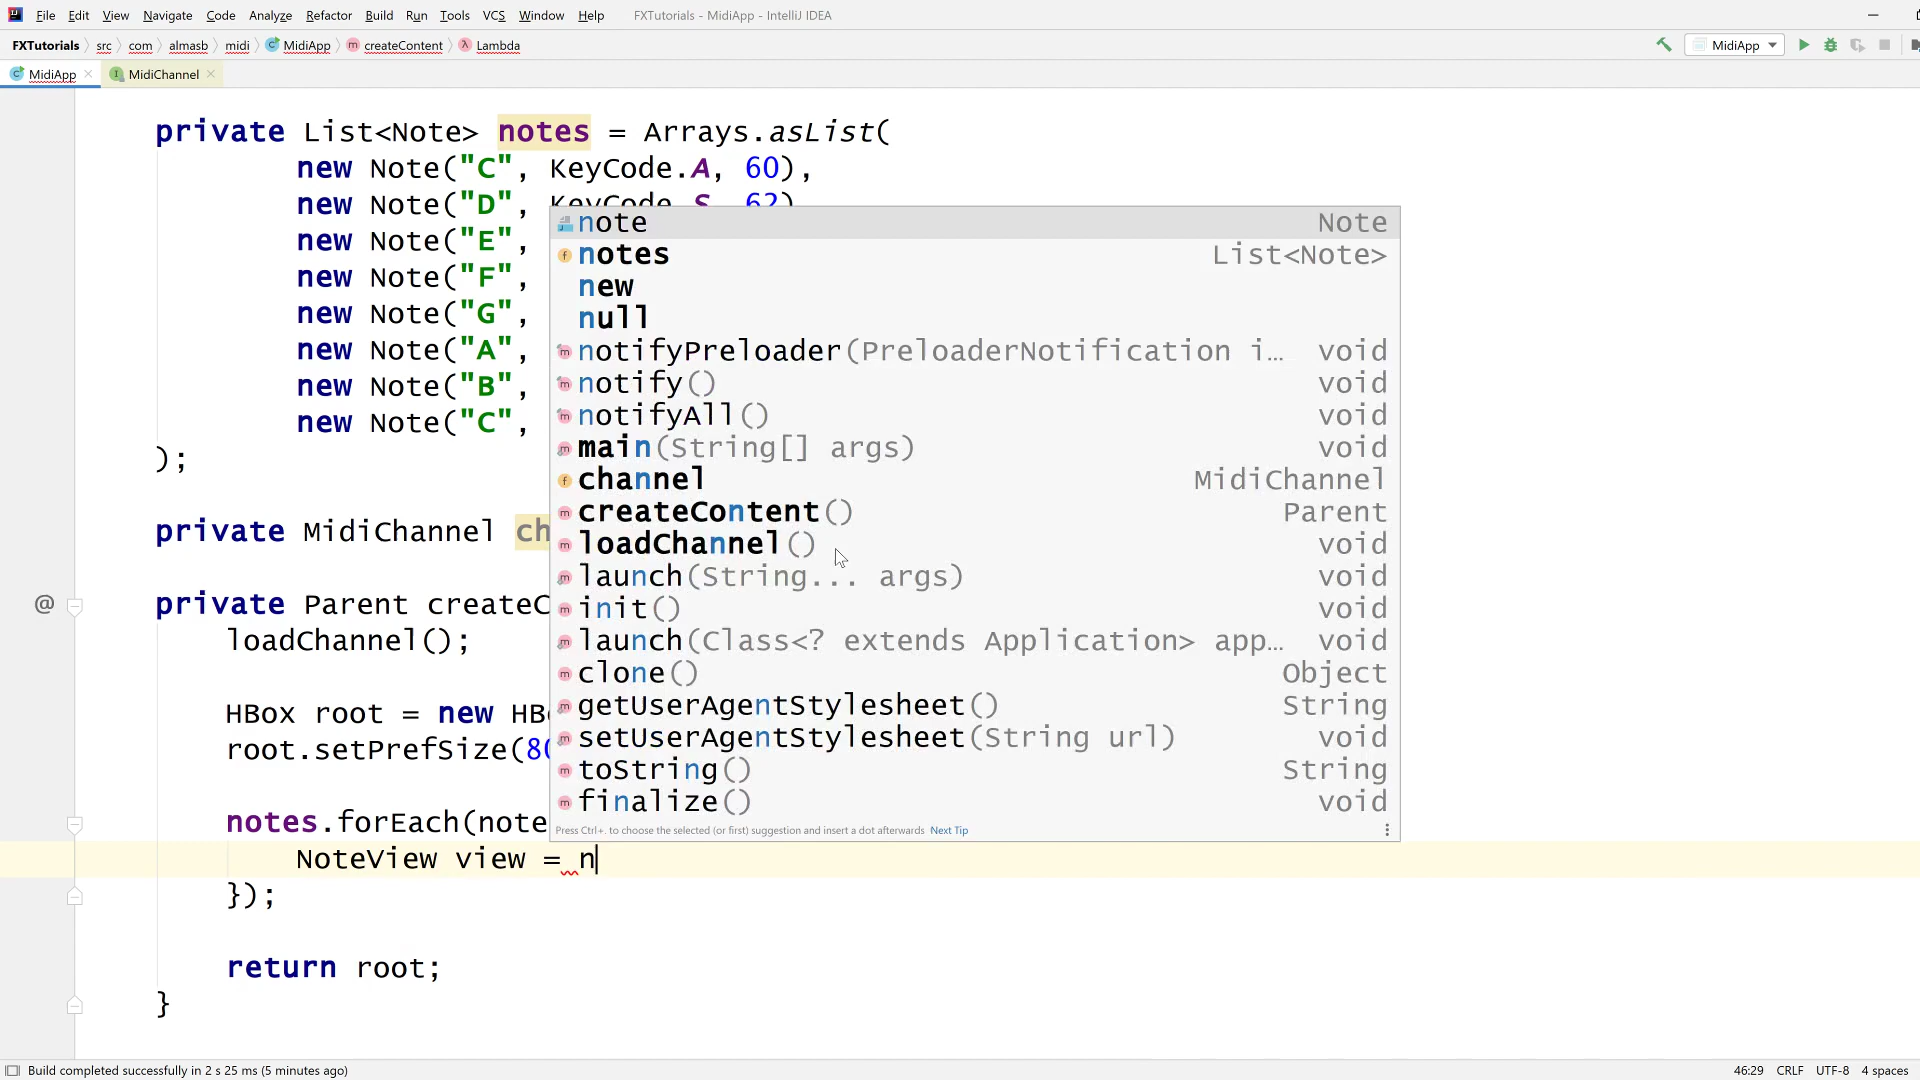 File Edit View Navigate Code Analyze Refactor Build Run Tools VCS Window Help FXTutorials - MidiApp - IntelliJ IDEA
FXTutorials src com almasb midi MidiApp createContent Lambda MidiApp
MidiApp MidiChannel
private List<Note> notes = Arrays.asList(
new Note("C", KeyCode.A, 60),
new Note("D", KeyCode.S, 62)
new Note("E",
new Note("F",
new Note("G",
new Note("A",
new Note("B",
new Note("C",
);
private MidiChannel ch
@ private Parent createC
loadChannel();
HBox root = new HB
root.setPrefSize(80
notes.forEach(note
NoteView view = n
});
return root;
}
note Note
notes List<Note>
new
null
notifyPreloader(PreloaderNotification i… void
notify() void
notifyAll() void
main(String[] args) void
channel MidiChannel
createContent() Parent
loadChannel() void
launch(String... args) void
init() void
launch(Class<? extends Application> app… void
clone() Object
getUserAgentStylesheet() String
setUserAgentStylesheet(String url) void
toString() String
finalize() void
Press Ctrl+. to choose the selected (or first) suggestion and insert a dot afterwards Next Tip
Build completed successfully in 2 s 25 ms (5 minutes ago) 46:29 CRLF UTF-8 4 spaces